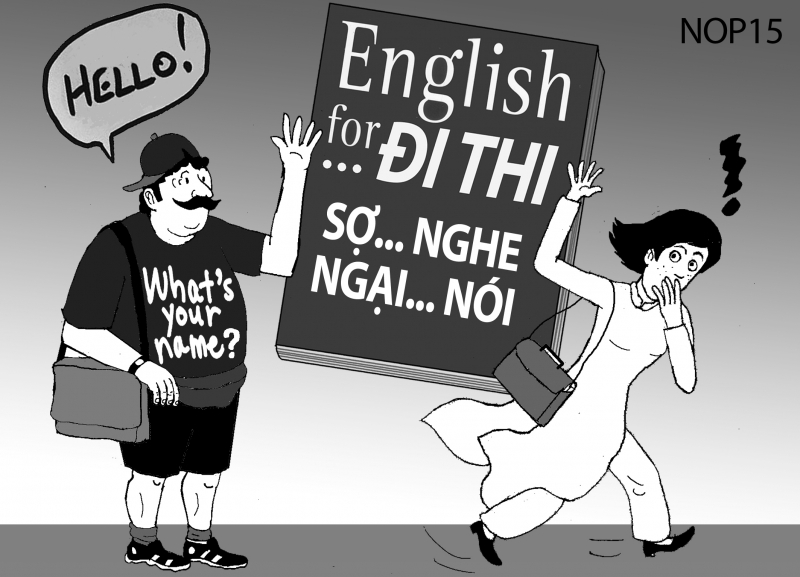 NOP15
HELLO!
English
for
... ĐI THI
SỢ... NGHE
NGẠI... NÓI
What's
your
name?